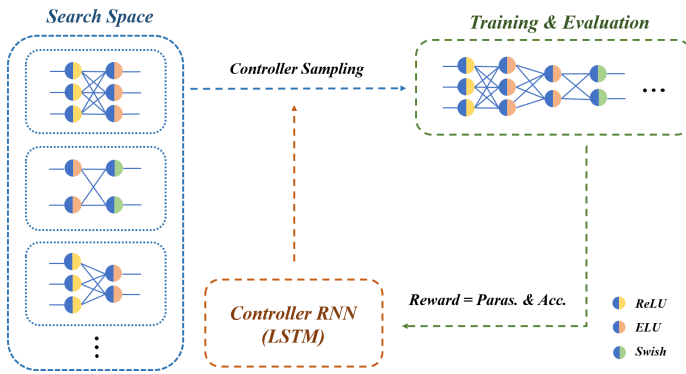 Search Space
Training & Evaluation
Controller Sampling
...
Controller RNN
(LSTM)
Reward = Paras. & Acc.
ReLU
ELU
Swish